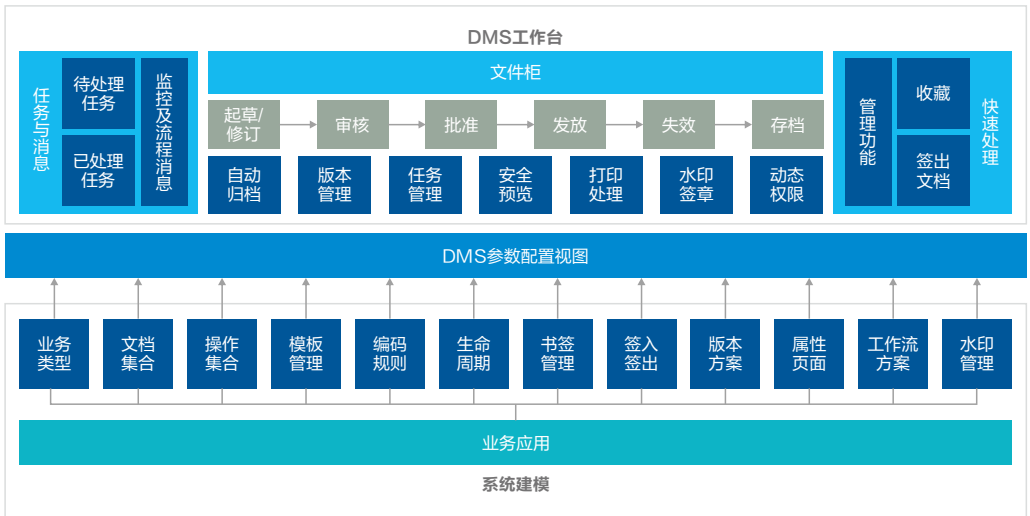 DMS工作台
任务与消息
待处理
任务
已处理
任务
监控及流程消息
文件柜
起草/
修订
审核
批准
发放
失效
存档
自动
归档
版本
管理
任务
管理
安全
预览
打印
处理
水印
签章
动态
权限
管理功能
收藏
签出
文档
快速处理
DMS参数配置视图
业务
类型
文档
集合
操作
集合
模板
管理
编码
规则
生命
周期
书签
管理
签入
签出
版本
方案
属性
页面
工作流
方案
水印
管理
业务应用
系统建模